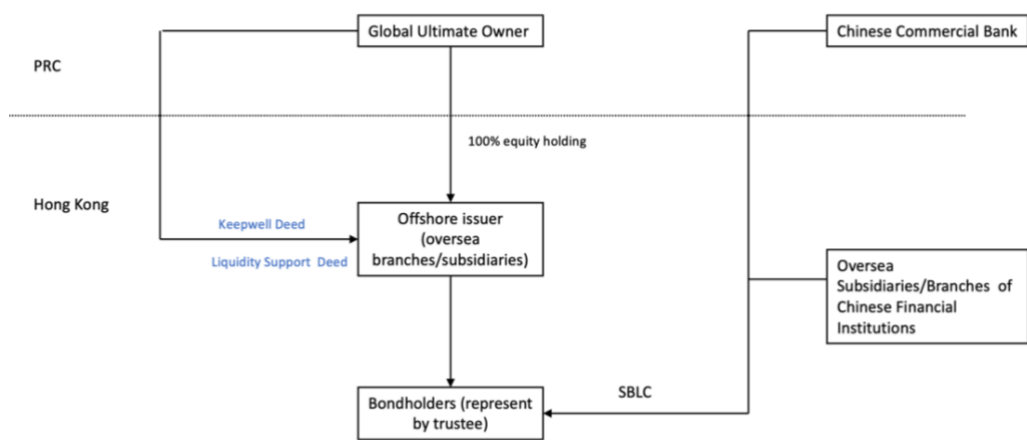 Global Ultimate Owner
Chinese Commercial Bank
PRC
100% equity holding
Hong Kong
Keepwell Deed
Liquidity Support Deed
Offshore issuer
(oversea
branches/subsidiaries)
Oversea
Subsidiaries/Branches of
Chinese Financial
Institutions
SBLC
Bondholders (represent
by trustee)